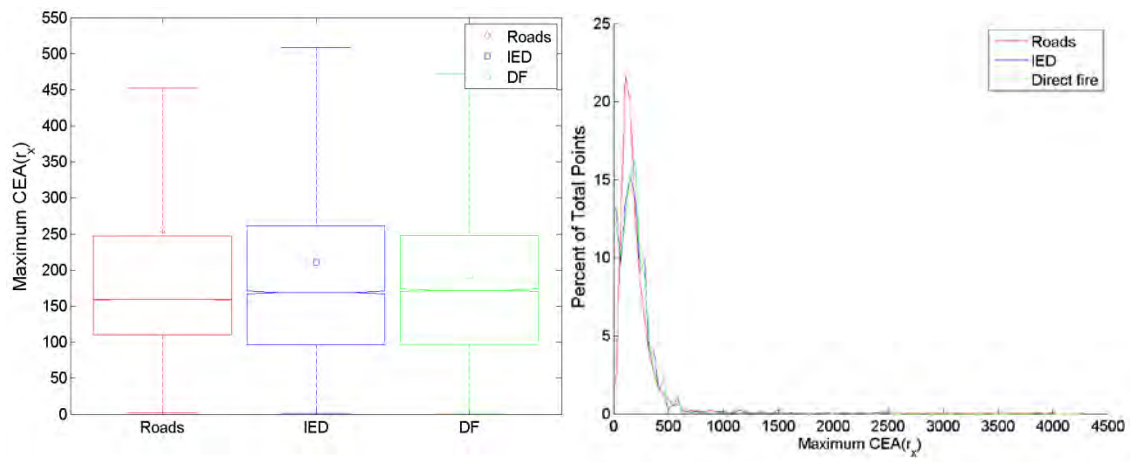 550
500
450
400
350
300
250
200
150
100
50
0
Maximum CEA(rx)
Roads
IED
DF
Roads IED DF
25
20
15
10
5
0
Percent of Total Points
Roads
IED
Direct fire
0 500 1000 1500 2000 2500 3000 3500 4000 4500
Maximum CEA(rx)